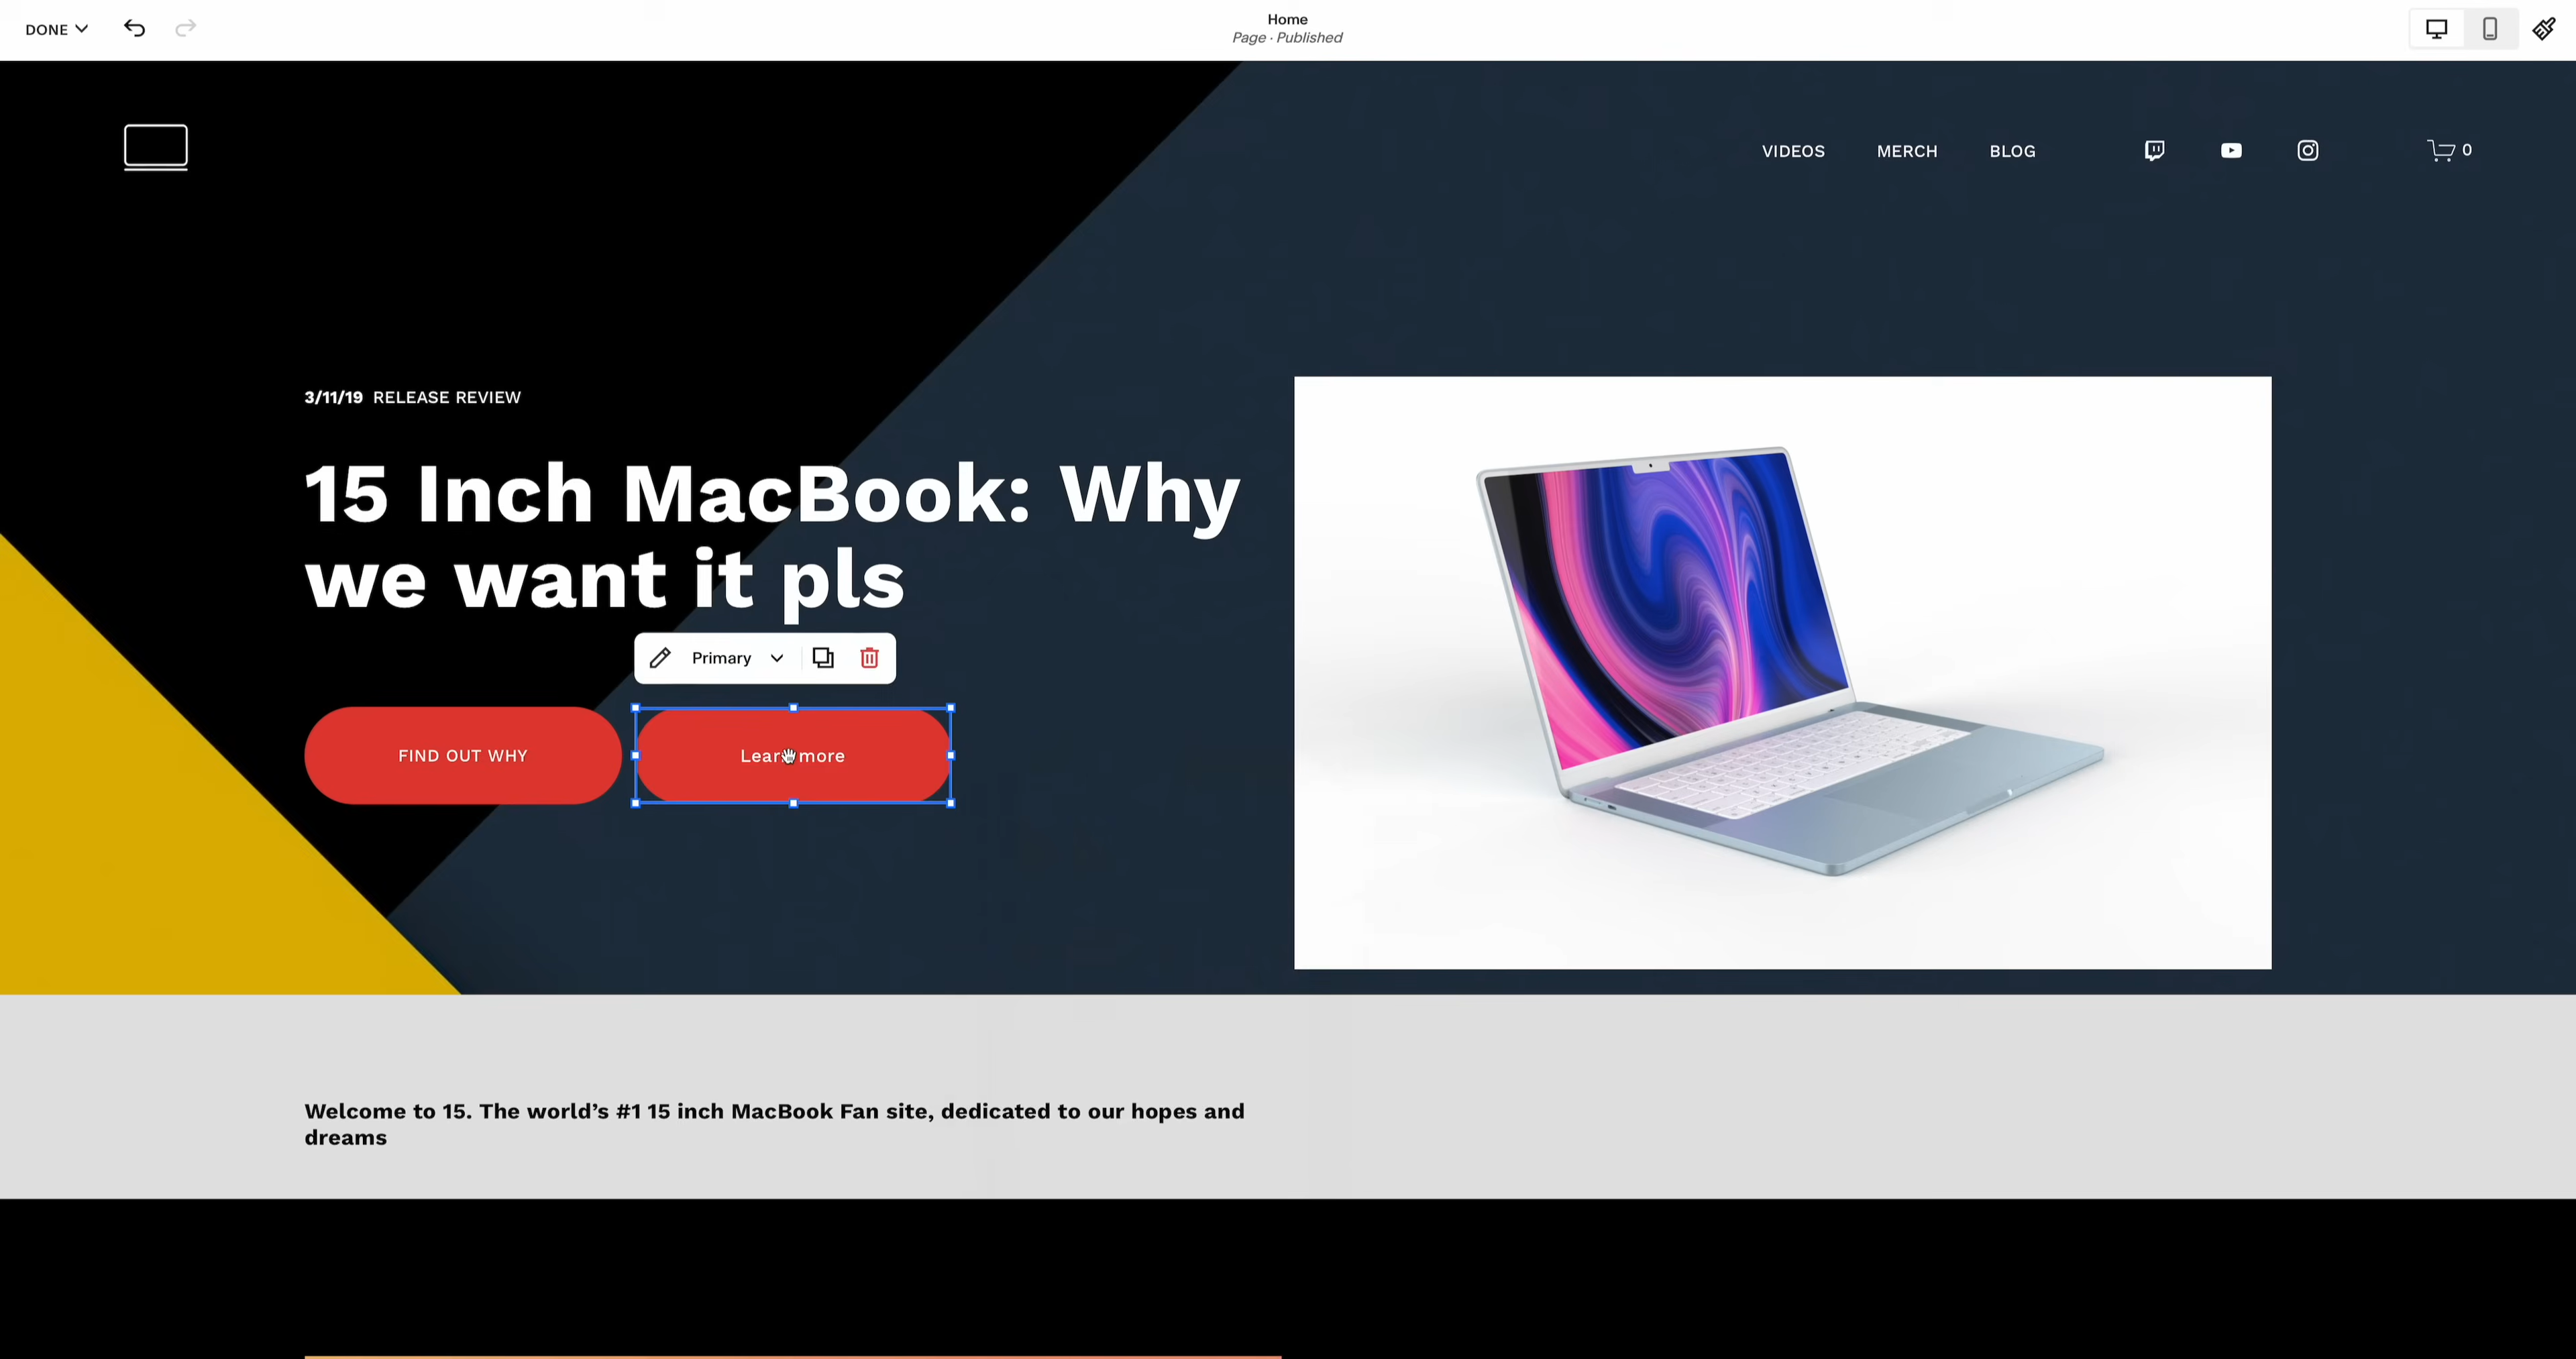 DONE
Home
Page · Published
VIDEOS MERCH BLOG 0
3/11/19 RELEASE REVIEW
15 Inch MacBook: Why
we want it pls
Primary
FIND OUT WHY
Learn more
Welcome to 15. The world’s #1 15 inch MacBook Fan site, dedicated to our hopes and
dreams